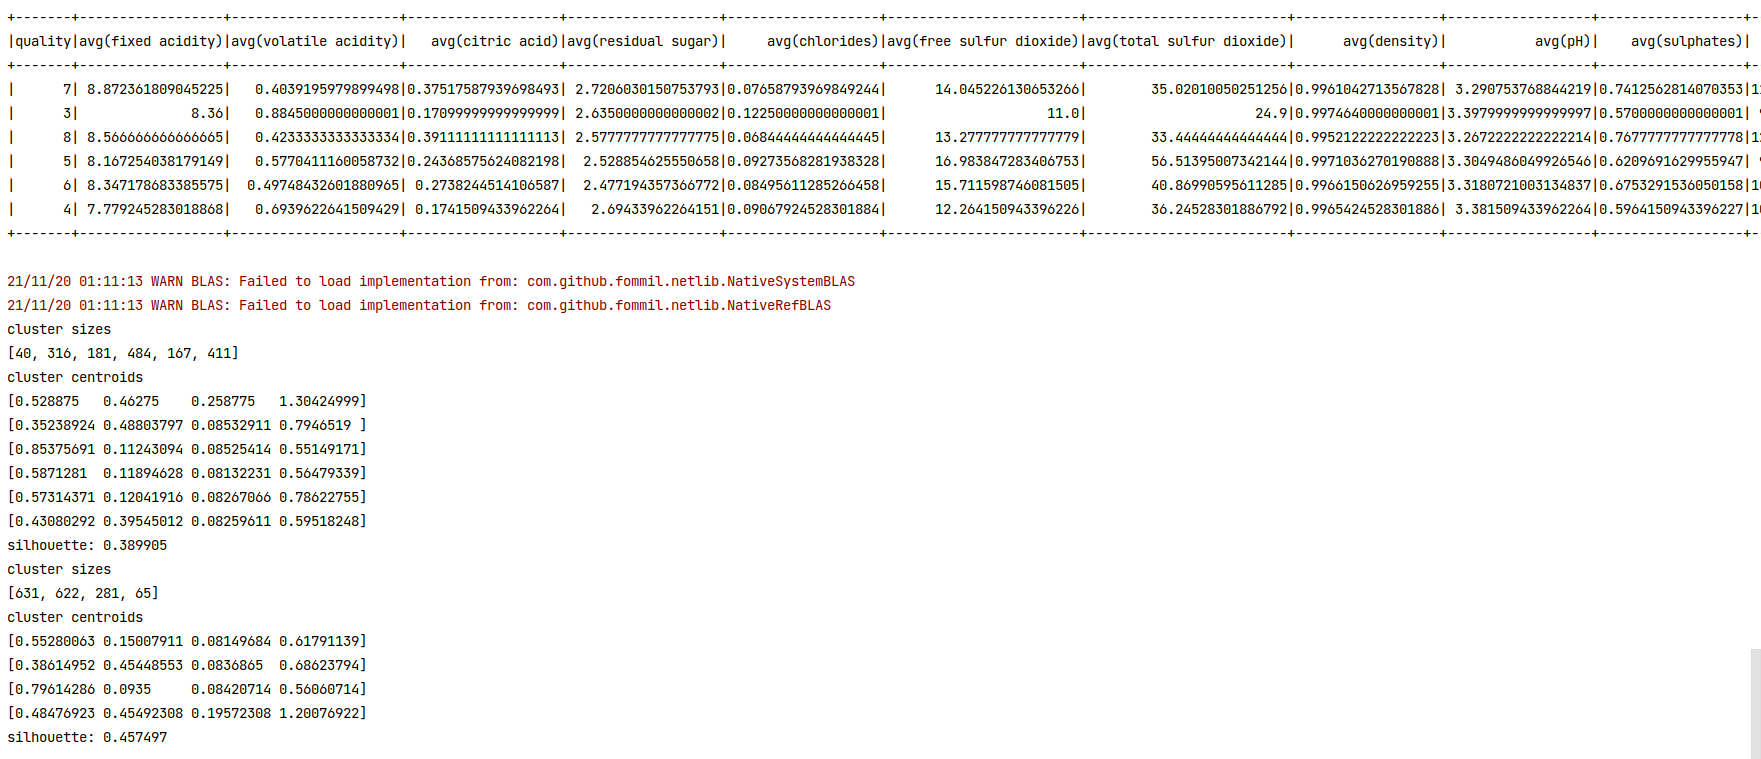 +-------+------------------+---------------------+-------------------+-------------------+-------------------+------------------------+-------------------------+------------------+------------------+------------------+--
|quality|avg(fixed acidity)|avg(volatile acidity)|   avg(citric acid)|avg(residual sugar)|     avg(chlorides)|avg(free sulfur dioxide)|avg(total sulfur dioxide)|      avg(density)|           avg(pH)|    avg(sulphates)|
+-------+------------------+---------------------+-------------------+-------------------+-------------------+------------------------+-------------------------+------------------+------------------+------------------+--
|      7| 8.872361809045225|   0.4039195979899498|0.37517587939698493| 2.7206030150753793|0.07658793969849244|      14.045226130653266|       35.02010050251256|0.9961042713567828| 3.290753768844219|0.7412562814070353|1
|      3|              8.36|   0.8845000000000001|0.17099999999999999| 2.6350000000000002|0.12250000000000001|                    11.0|                     24.9|0.9974640000000001|3.3979999999999997|0.5700000000000001| 9
|      8| 8.566666666666665|   0.4233333333333334|0.39111111111111113| 2.5777777777777775|0.06844444444444445|      13.277777777777779|       33.44444444444444|0.9952122222222223|3.2672222222222214|0.7677777777777778|1
|      5| 8.167254038179149|   0.5770411160058732|0.24368575624082198|  2.528854625550658|0.09273568281938328|      16.983847283406753|       56.51395007342144|0.9971036270190888|3.3049486049926546|0.6209691629955947| 9
|      6| 8.347178683385575|  0.49748432601880965| 0.2738244514106587|  2.477194357366772|0.08495611285266458|      15.711598746081505|       40.86990595611285|0.9966150626959255|3.3180721003134837|0.6753291536050158|10
|      4| 7.779245283018868|   0.6939622641509429| 0.1741509433962264|   2.69433962264151|0.09067924528301884|      12.264150943396226|       36.24528301886792|0.9965424528301886| 3.381509433962264|0.5964150943396227|10
+-------+------------------+---------------------+-------------------+-------------------+-------------------+------------------------+-------------------------+------------------+------------------+------------------+--
21/11/20 01:11:13 WARN BLAS: Failed to load implementation from: com.github.fommil.netlib.NativeSystemBLAS
21/11/20 01:11:13 WARN BLAS: Failed to load implementation from: com.github.fommil.netlib.NativeRefBLAS
cluster sizes
[40, 316, 181, 484, 167, 411]
cluster centroids
[0.528875   0.46275    0.258775   1.30424999]
[0.35238924 0.48803797 0.08532911 0.7946519 ]
[0.85375691 0.11243094 0.08525414 0.55149171]
[0.5871281  0.11894628 0.08132231 0.56479339]
[0.57314371 0.12041916 0.08267066 0.78622755]
[0.43080292 0.39545012 0.08259611 0.59518248]
silhouette: 0.389905
cluster sizes
[631, 622, 281, 65]
cluster centroids
[0.55280063 0.15007911 0.08149684 0.61791139]
[0.38614952 0.45448553 0.0836865  0.68623794]
[0.79614286 0.0935     0.08420714 0.56060714]
[0.48476923 0.45492308 0.19572308 1.20076922]
silhouette: 0.457497